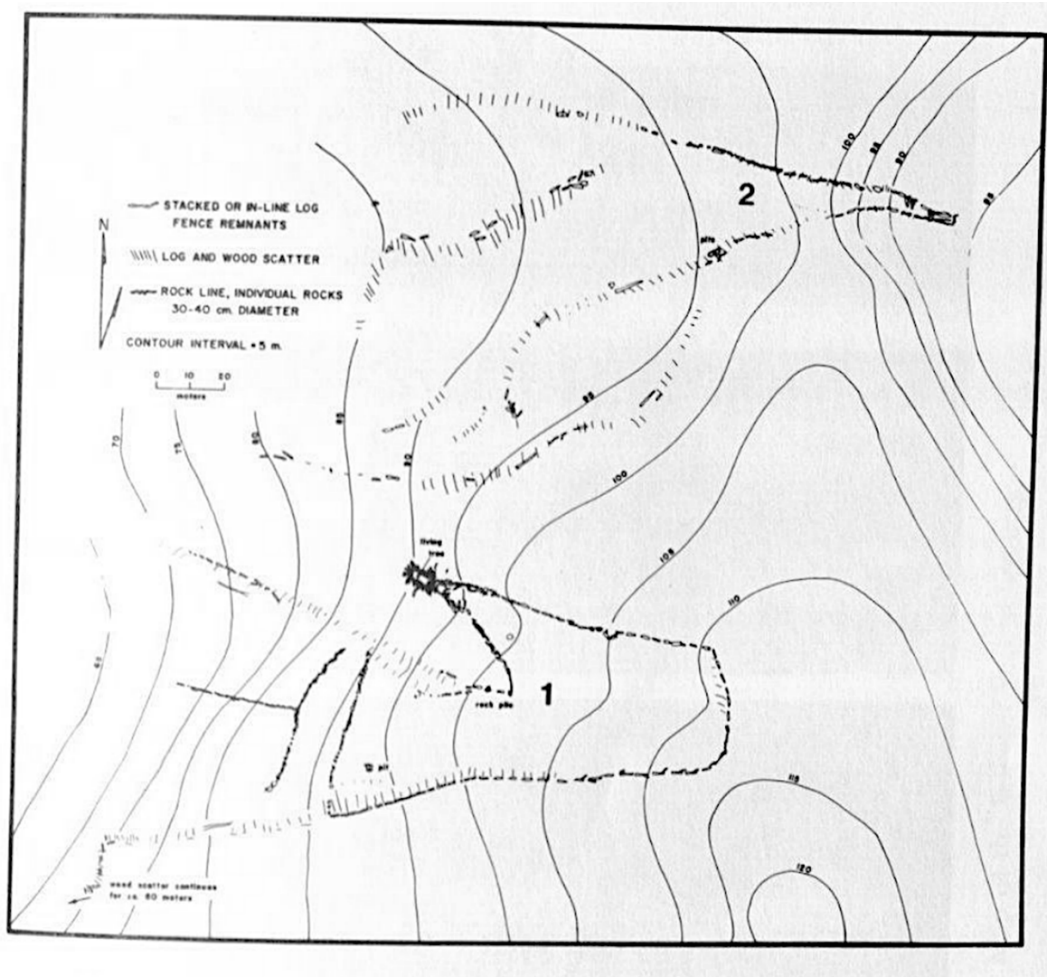 N
STACKED OR IN-LINE LOG
FENCE REMNANTS
LOG AND WOOD SCATTER
ROCK LINE, INDIVIDUAL ROCKS
30-40 cm. DIAMETER
CONTOUR INTERVAL = 5 m.
0 10 20
meters
100
90
2
pits
70
75
80
85
90
95
100
105
living
tree
110
1
rock pile
pit
115
120
wood scatter continues
for ca. 60 meters